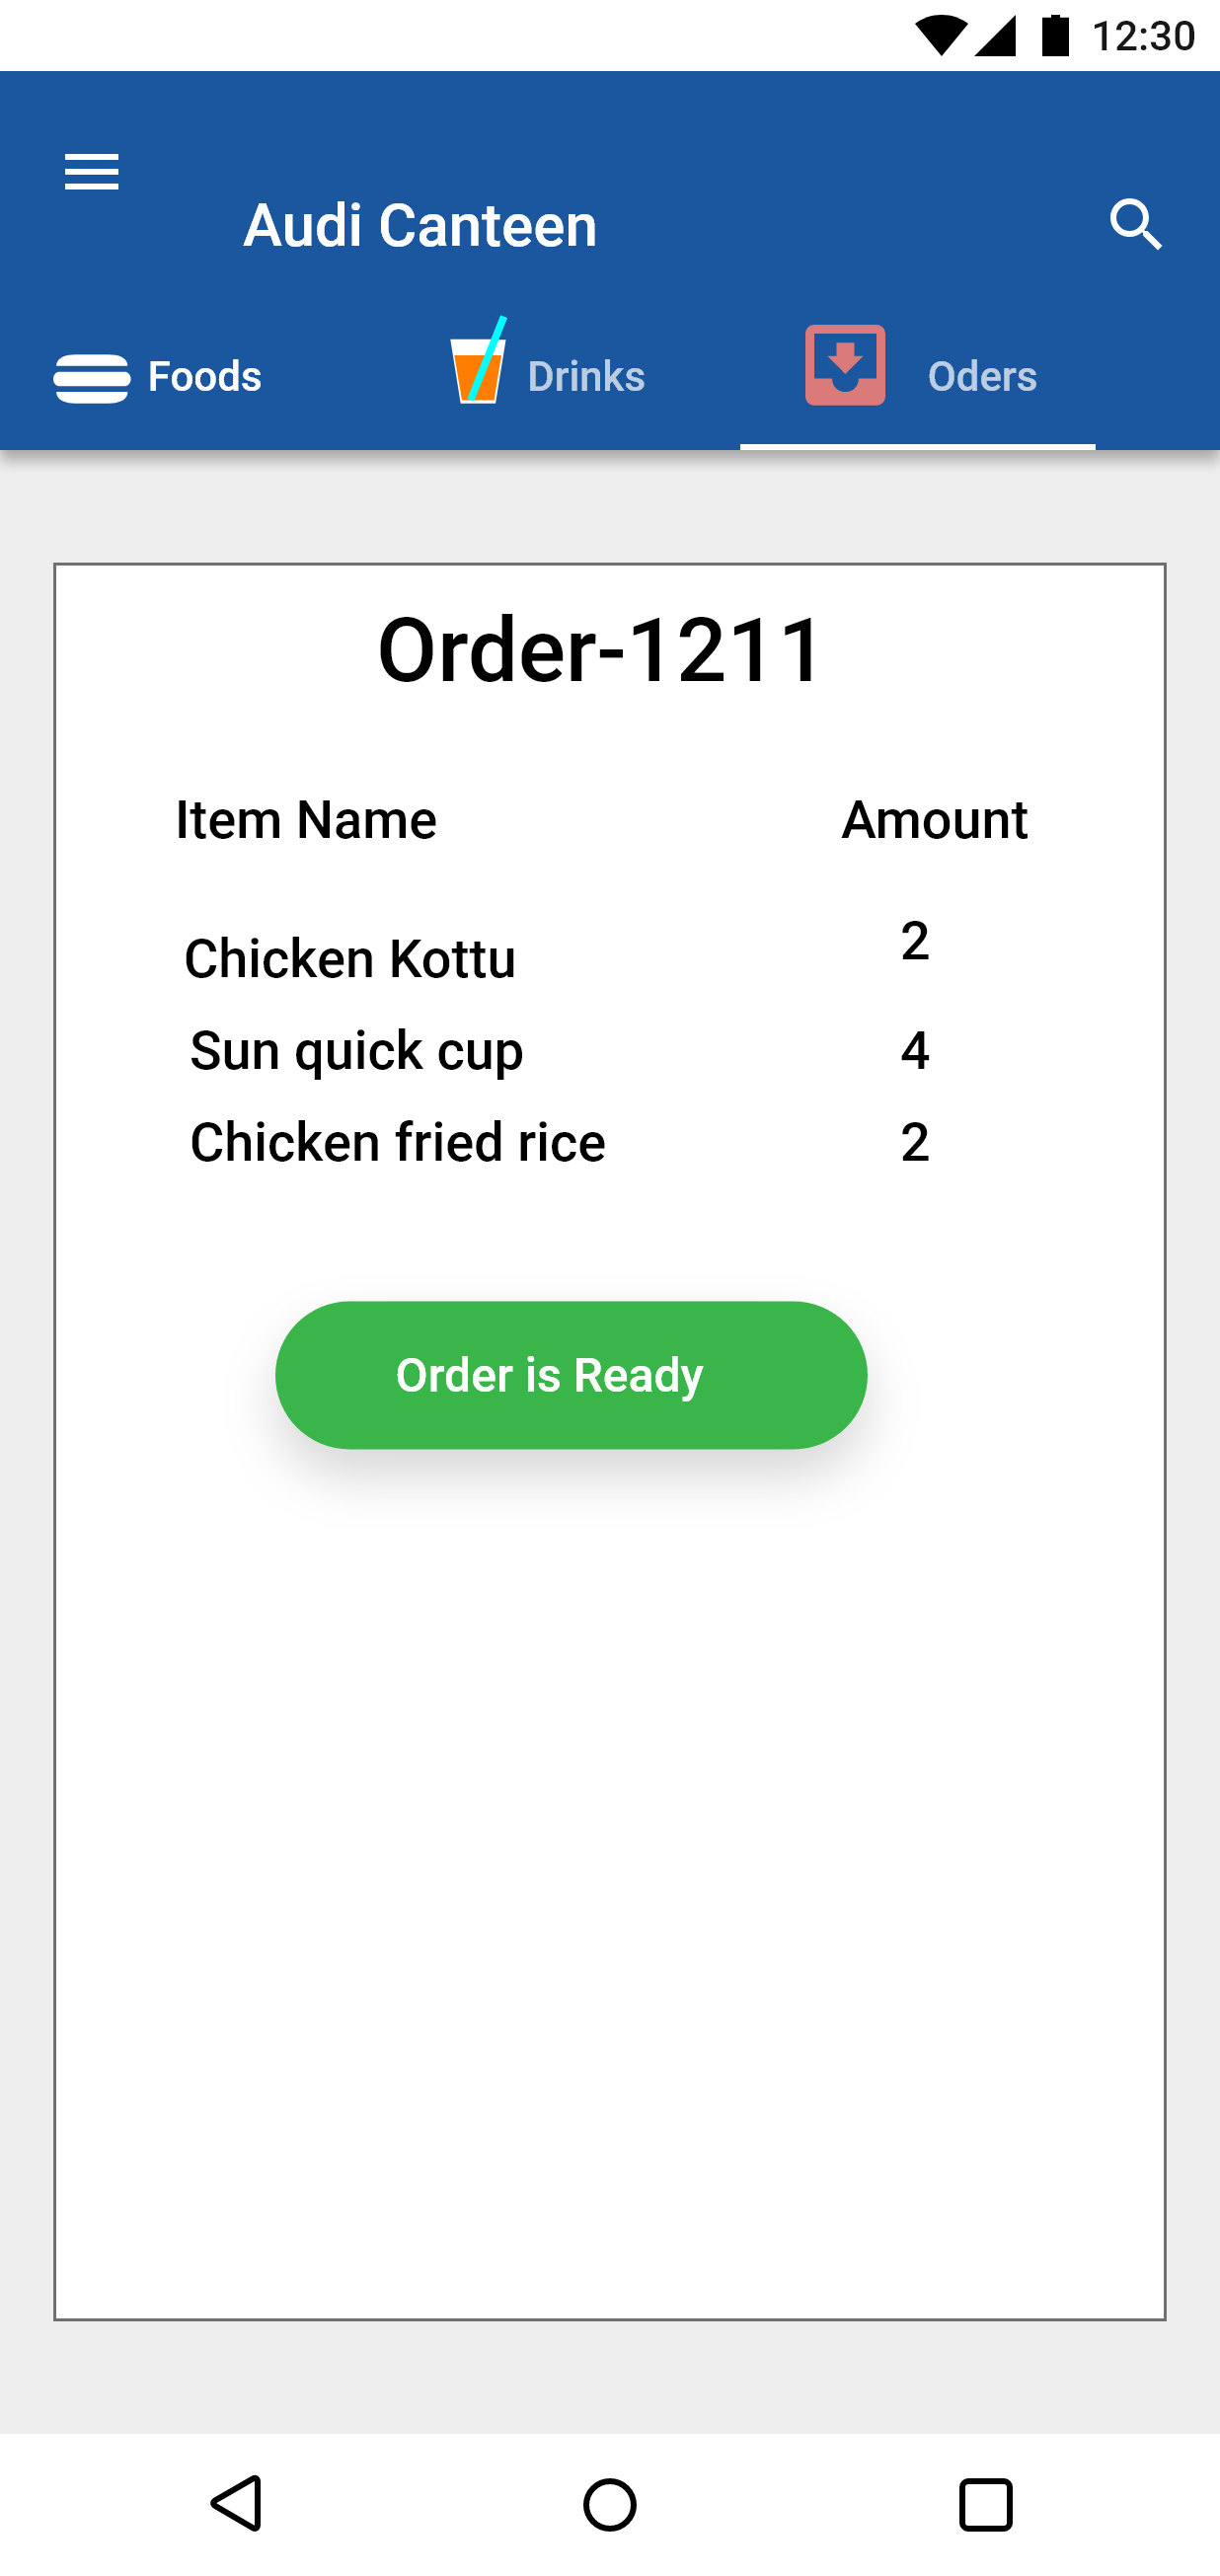 12:30
Audi Canteen
Foods
Drinks
Oders
Order-1211
Item Name Amount
Chicken Kottu 2
Sun quick cup 4
Chicken fried rice 2
Order is Ready